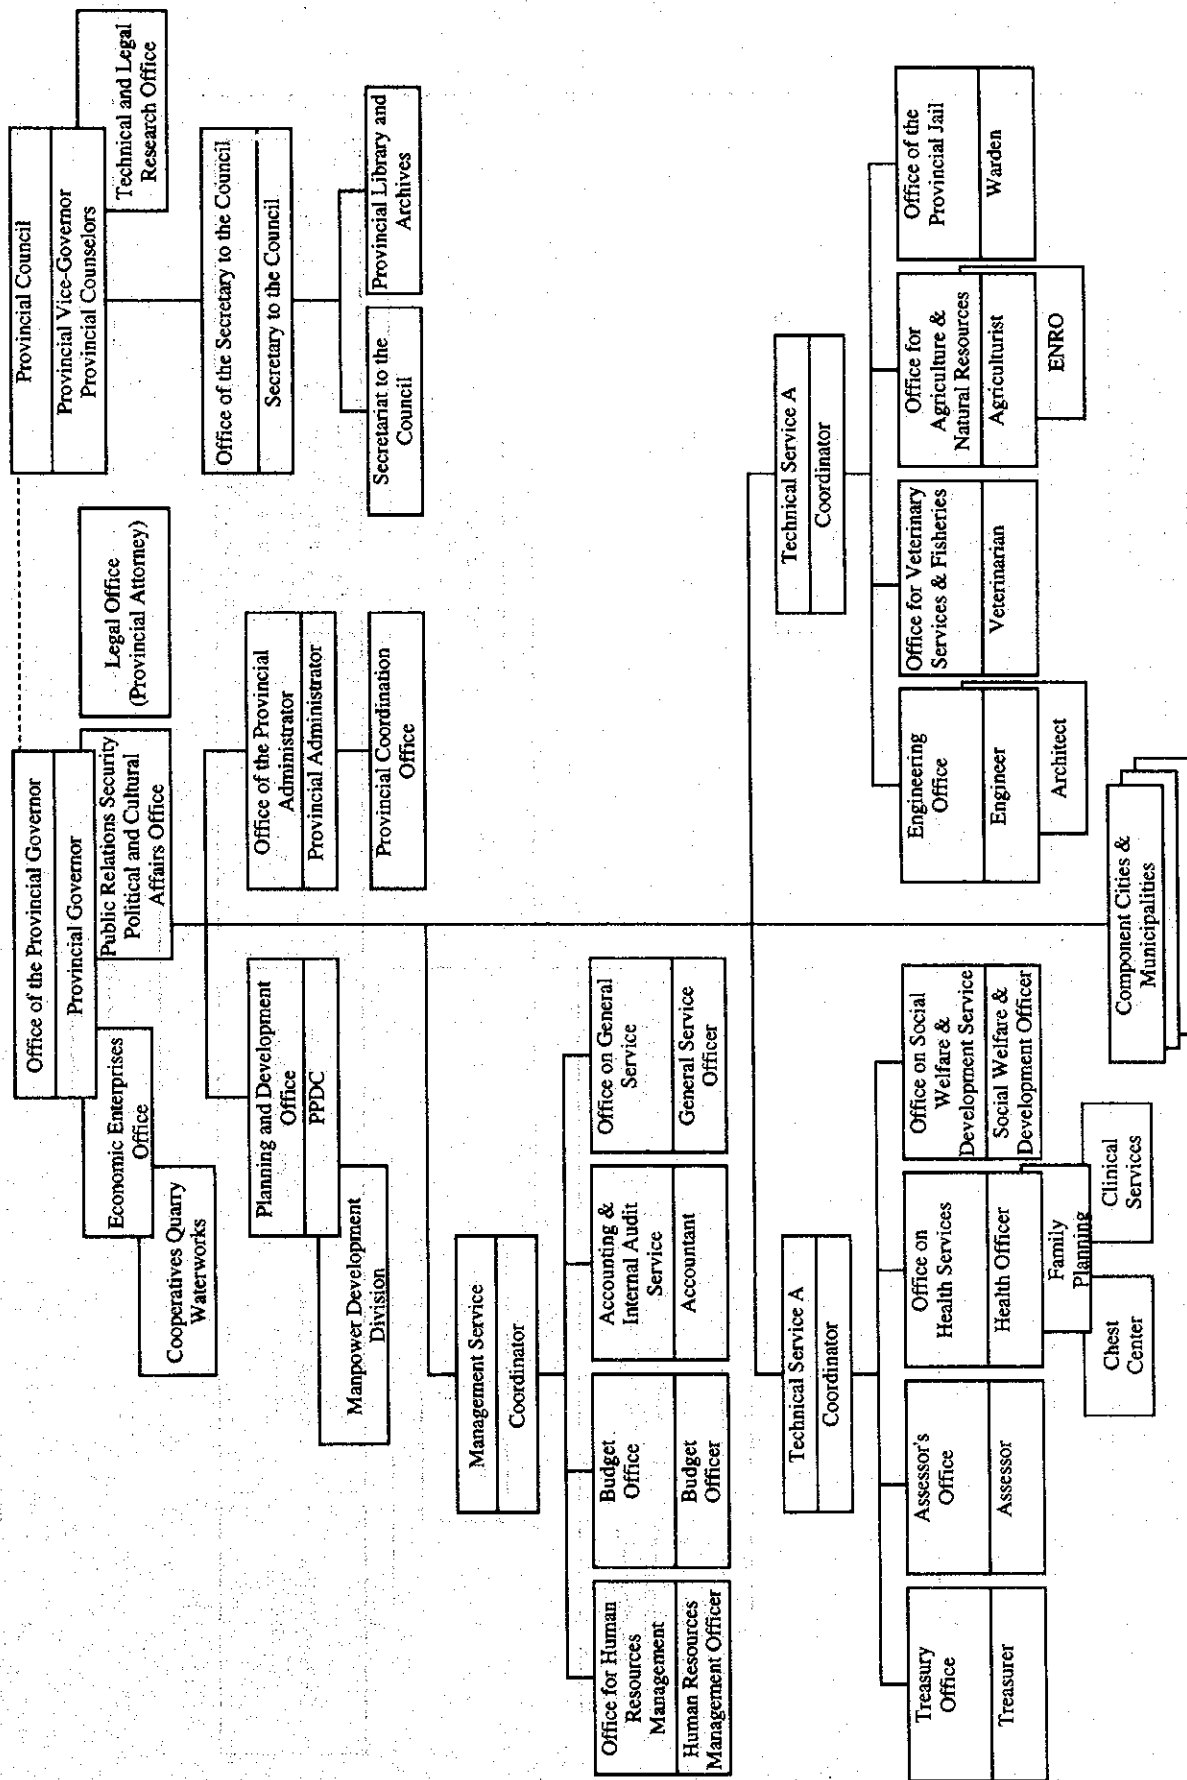 Office of the Provincial Governor
Provincial Governor
Provincial Council
Provincial Vice-Governor
Provincial Counselors
Technical and Legal
Research Office
Economic Enterprises
Office
Cooperatives Quarry
Waterworks
Public Relations Security
Political and Cultural
Affairs Office
Legal Office
(Provincial Attorney)
Office of the Secretary to the Council
Secretary to the Council
Secretariat to the
Council
Provincial Library and
Archives
Planning and Development
Office
PPDC
Manpower Development
Division
Office of the Provincial
Administrator
Provincial Administrator
Provincial Coordination
Office
Management Service
Coordinator
Office for Human
Resources
Management
Human Resources
Management Officer
Budget
Office
Budget
Officer
Accounting &
Internal Audit
Service
Accountant
Office on General
Service
General Service
Officer
Technical Service A
Coordinator
Treasury
Office
Treasurer
Assessor's
Office
Assessor
Office on
Health Services
Health Officer
Family
Planning
Chest
Center
Clinical
Services
Office on Social
Welfare &
Development Service
Social Welfare &
Development Officer
Technical Service A
Coordinator
Engineering
Office
Engineer
Architect
Office for Veterinary
Services & Fisheries
Veterinarian
Office for
Agriculture &
Natural Resources
Agriculturist
ENRO
Office of the
Provincial Jail
Warden
Component Cities &
Municipalities